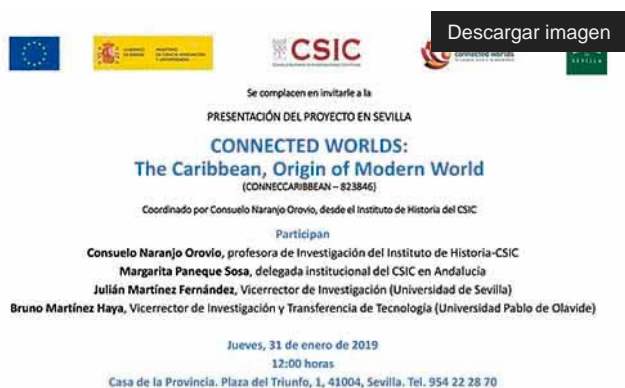 Descargar imagen
CSIC
SEVILLA
Se complacen en invitarle a la
PRESENTACIÓN DEL PROYECTO EN SEVILLA
CONNECTED WORLDS:
The Caribbean, Origin of Modern World
(CONNECCARIBBEAN – 823846)
Coordinado por Consuelo Naranjo Orovio, desde el Instituto de Historia del CSIC
Participan
Consuelo Naranjo Orovio, profesora de Investigación del Instituto de Historia-CSIC
Margarita Paneque Sosa, delegada institucional del CSIC en Andalucía
Julián Martínez Fernández, Vicerrector de Investigación (Universidad de Sevilla)
Bruno Martínez Haya, Vicerrector de Investigación y Transferencia de Tecnología (Universidad Pablo de Olavide)
Jueves, 31 de enero de 2019
12:00 horas
Casa de la Provincia. Plaza del Triunfo, 1, 41004, Sevilla. Tel. 954 22 28 70